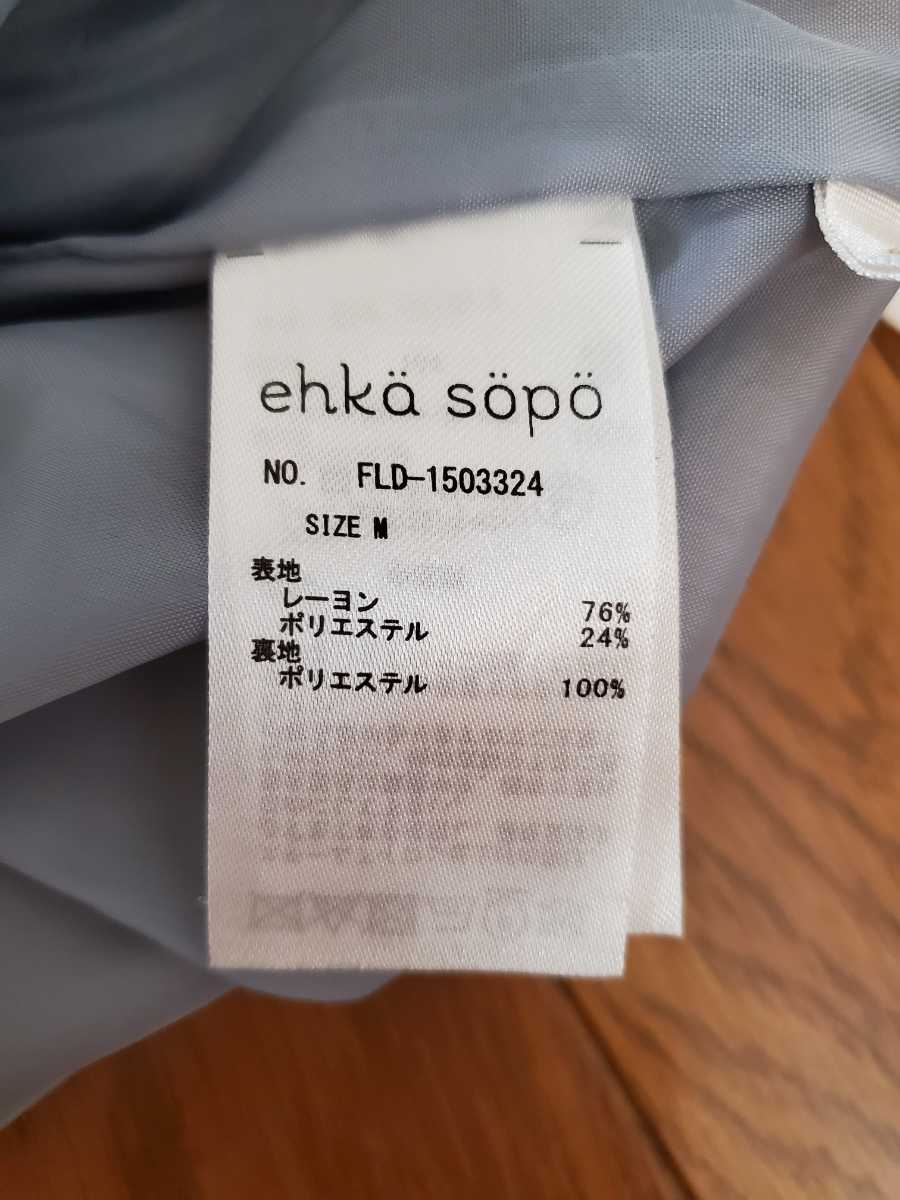 ehkä söpö
NO. FLD-1503324
SIZE M
表地
レーヨン 76%
ポリエステル 24%
裏地
ポリエステル 100%